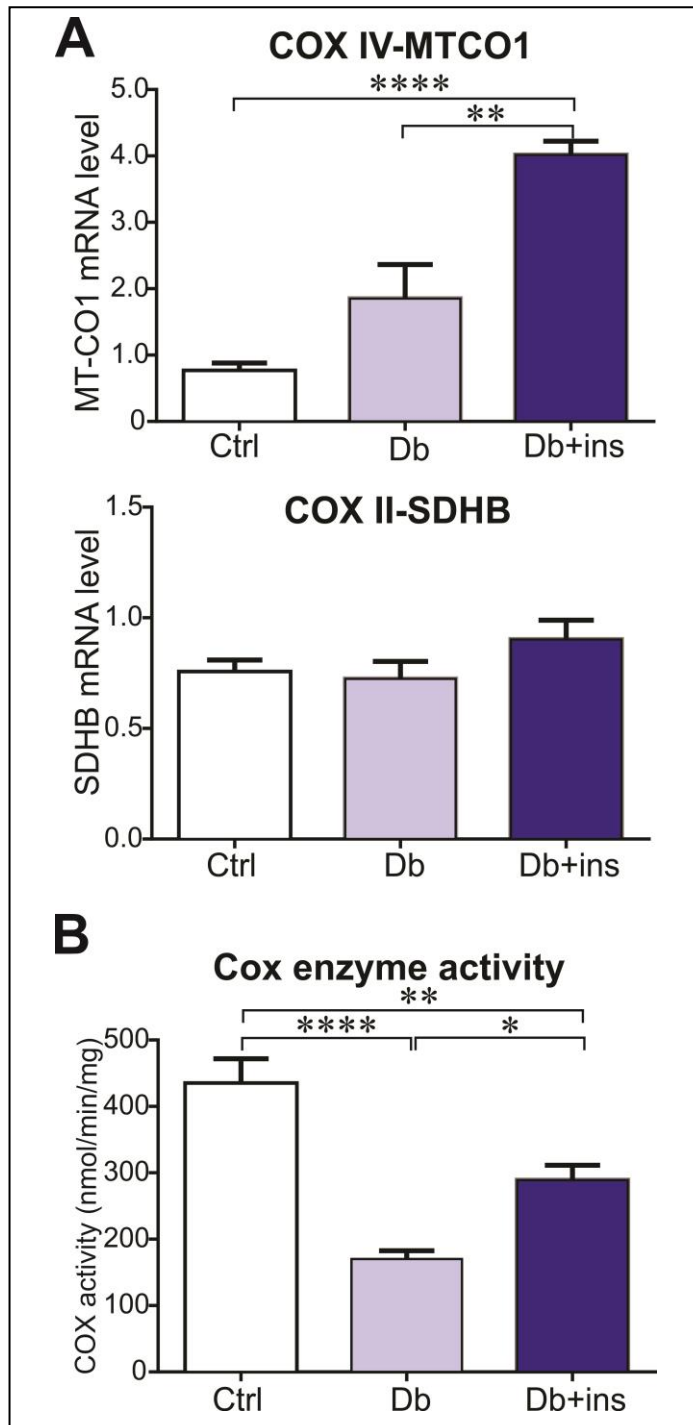 A
COX IV-MTCO1
****
**
MT-CO1 mRNA level
5.0
4.0
3.0
2.0
1.0
0
Ctrl
Db
Db+ins
COX II-SDHB
SDHB mRNA level
1.5
1.0
0.5
0.0
Ctrl
Db
Db+ins
B
Cox enzyme activity
**
****
*
COX activity (nmol/min/mg)
500
400
300
200
100
0
Ctrl
Db
Db+ins